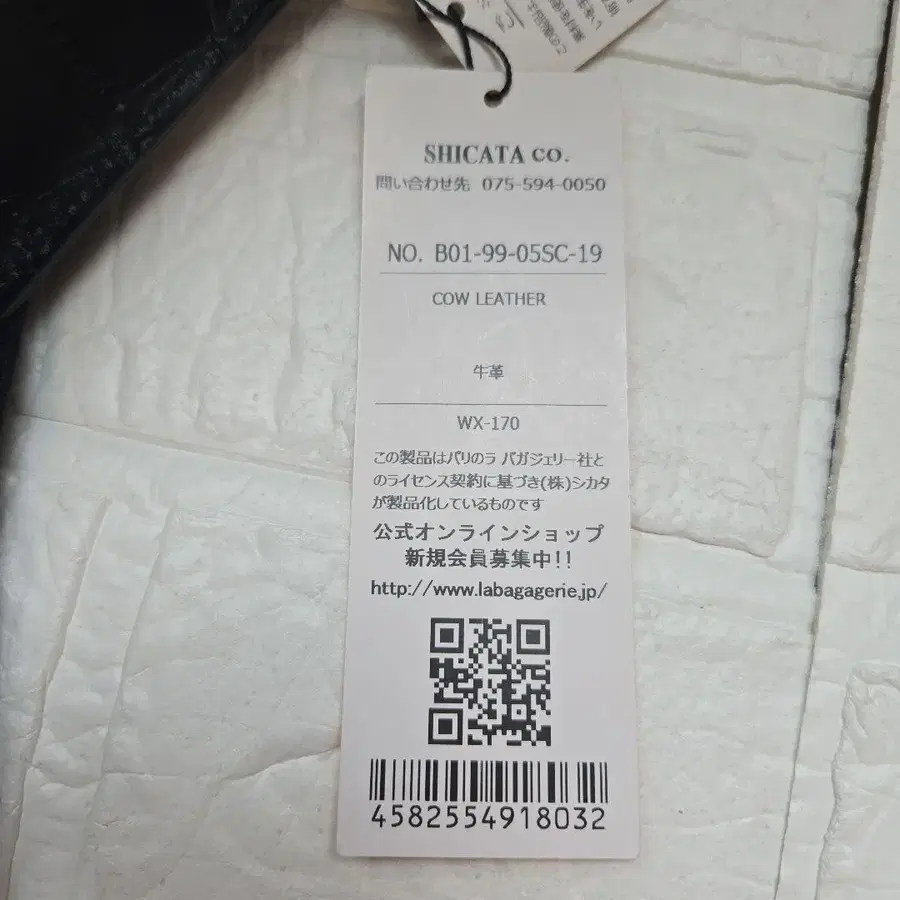 SHICATA CO.
問い合わせ先 075-594-0050
NO. B01-99-05SC-19
COW LEATHER
牛革
WX-170
この製品はパリのラ バガジェリー社と
のライセンス契約に基づき(株)シカタ
が製品化しているものです
公式オンラインショップ
新規会員募集中!!
http://www.labagagerie.jp/
4582554918032